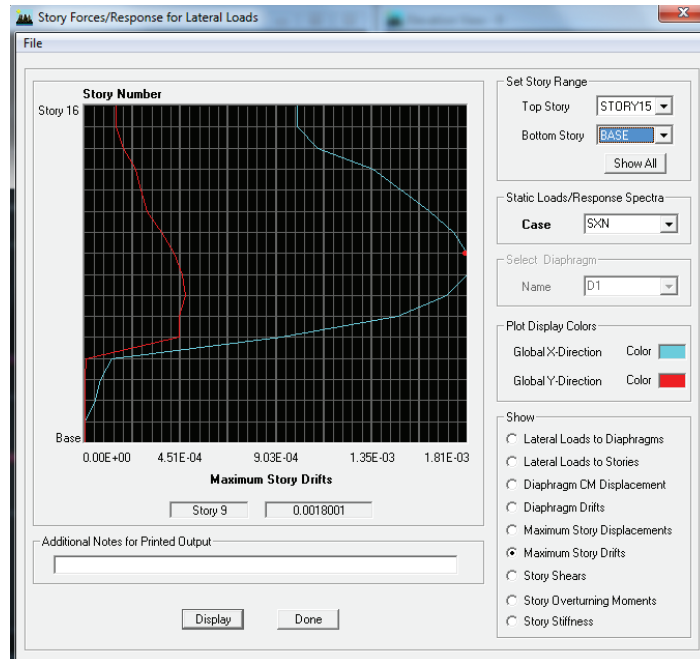 Story Forces/Response for Lateral Loads
File
Story Number
Story 16
Base
0.00E+00 4.51E-04 9.03E-04 1.35E-03 1.81E-03
Maximum Story Drifts
Story 9 0.0018001
Additional Notes for Printed Output
Display Done
Set Story Range
Top Story STORY15
Bottom Story BASE
Show All
Static Loads/Response Spectra
Case SXN
Select Diaphragm
Name D1
Plot Display Colors
Global X-Direction Color
Global Y-Direction Color
Show
Lateral Loads to Diaphragms
Lateral Loads to Stories
Diaphragm CM Displacement
Diaphragm Drifts
Maximum Story Displacements
Maximum Story Drifts
Story Shears
Story Overturning Moments
Story Stiffness